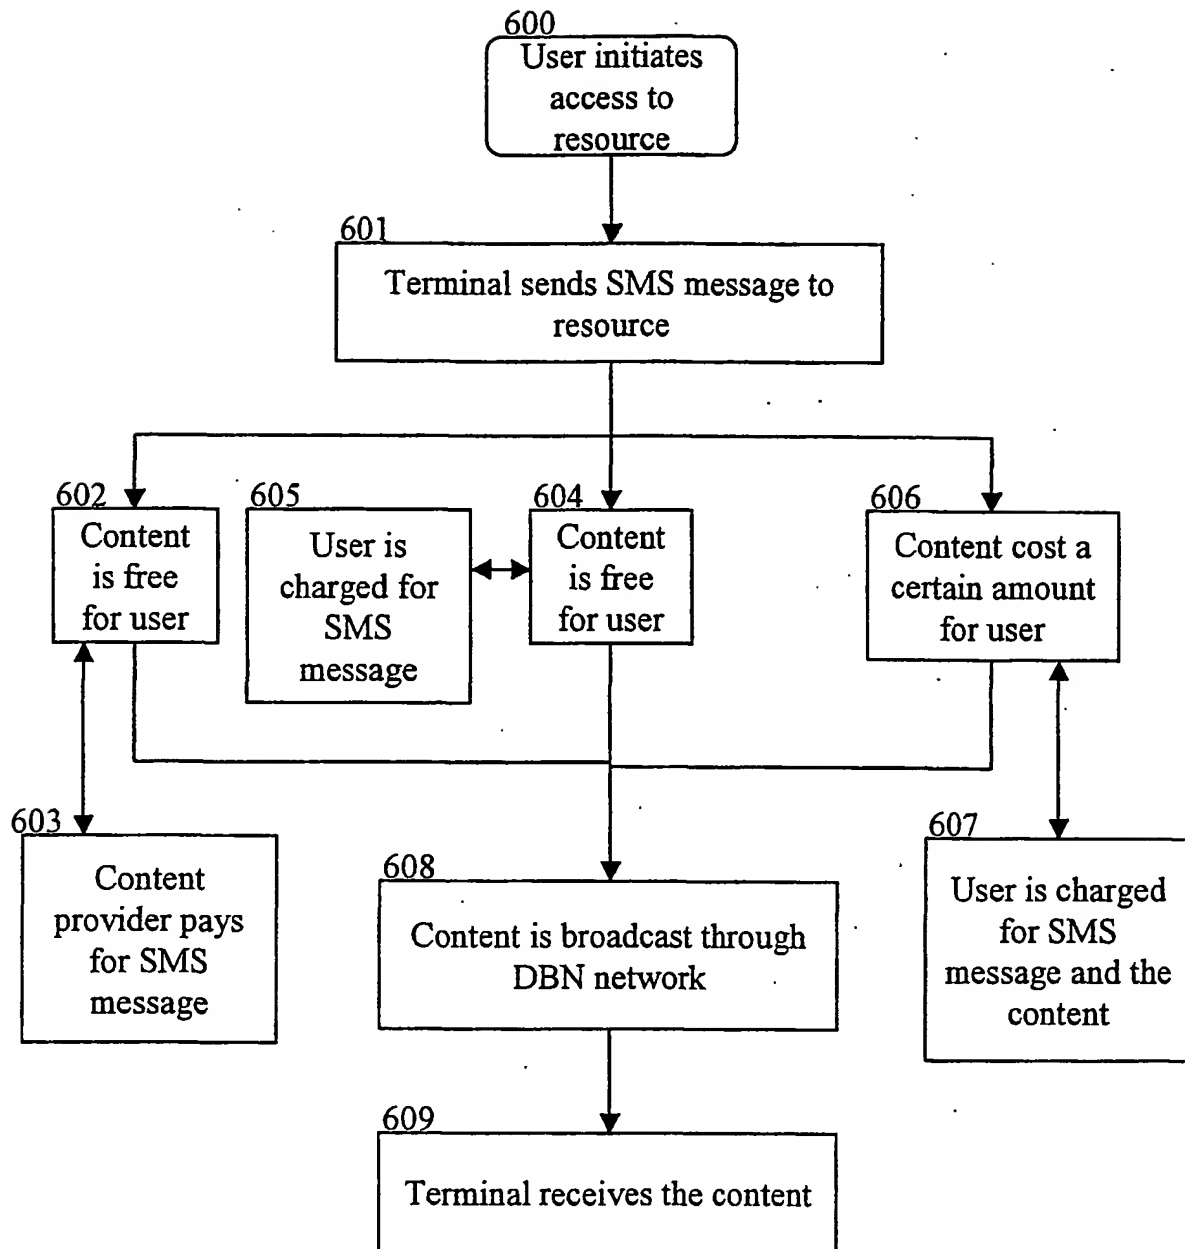 600
User initiates
access to
resource
601
Terminal sends SMS message to
resource
602
Content
is free
for user
605
User is
charged for
SMS
message
604
Content
is free
for user
606
Content cost a
certain amount
for user
603
Content
provider pays
for SMS
message
608
Content is broadcast through
DBN network
607
User is charged
for SMS
message and the
content
609
Terminal receives the content